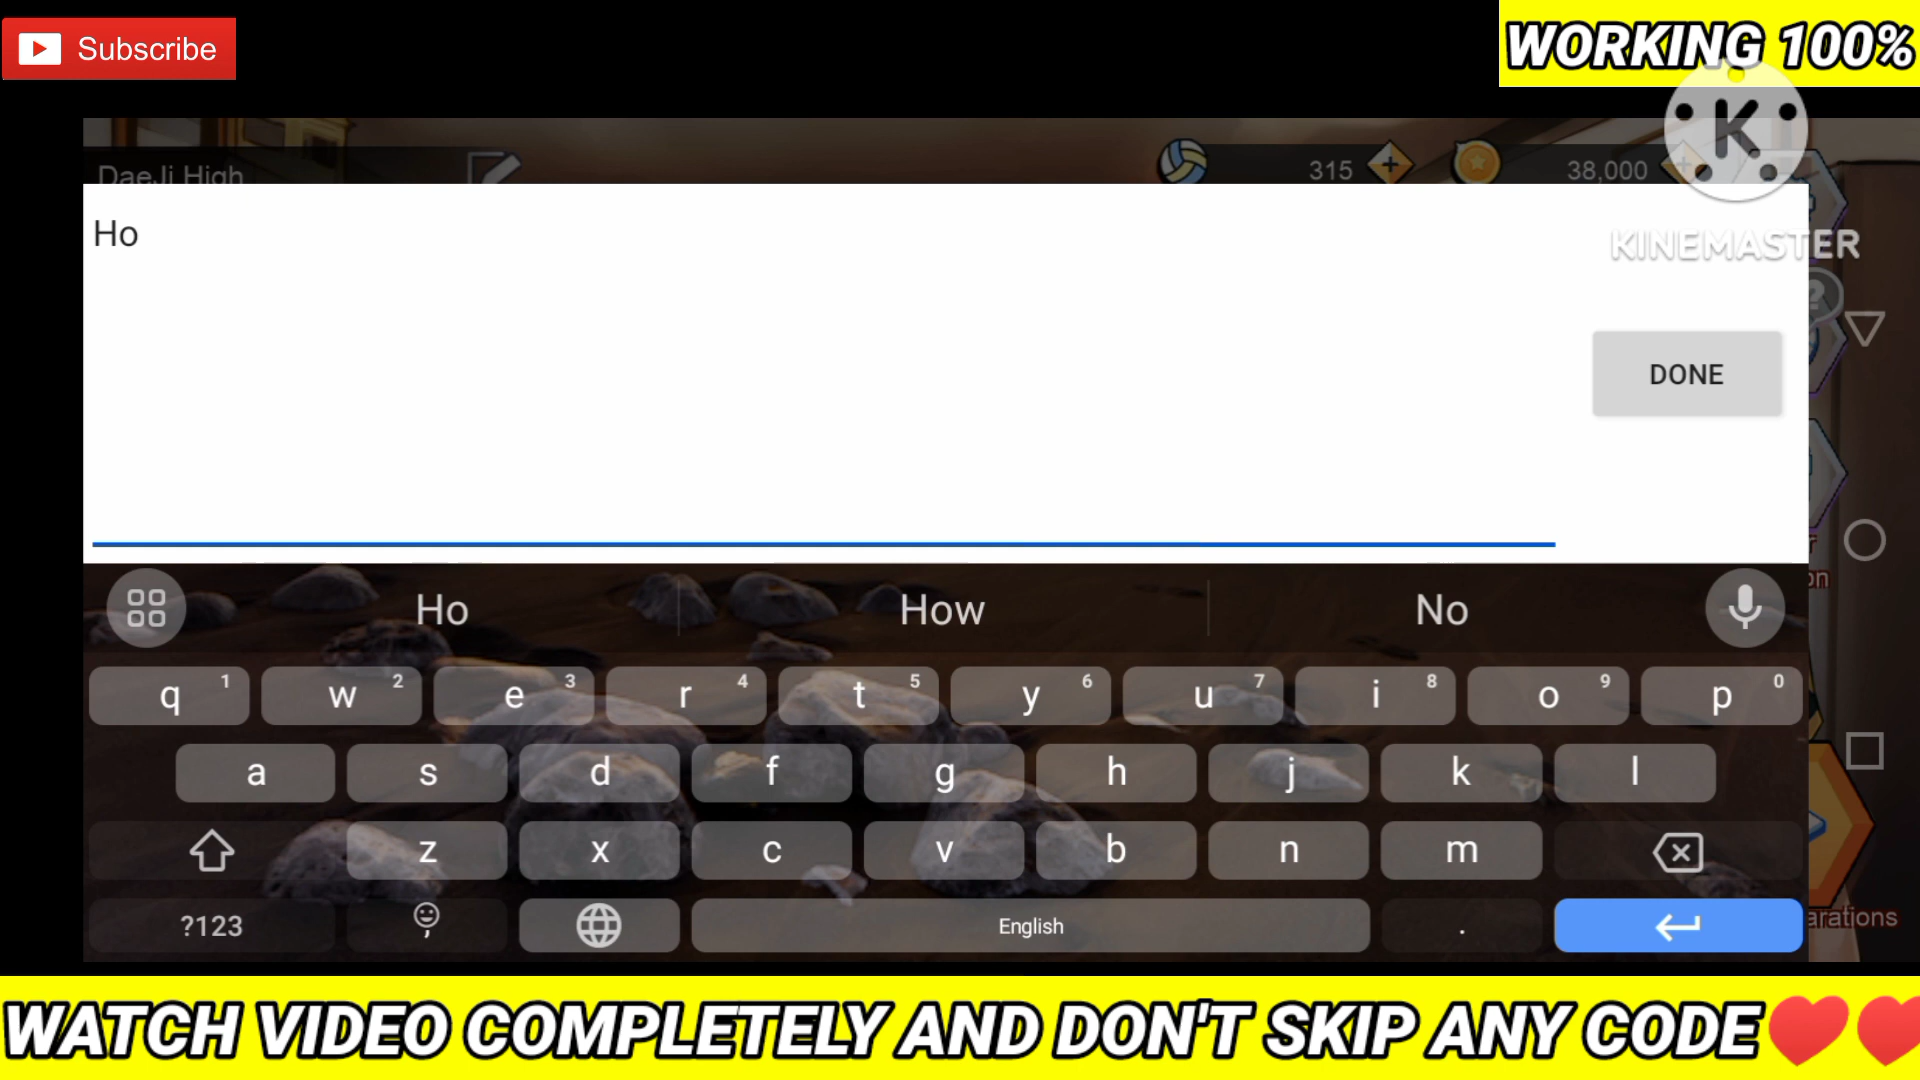 Subscribe
WORKING 100%
K
KINEMASTER
DaeJi High
315
38,000
Ho
DONE
Ho How No
q 1 w 2 e 3 r 4 t 5 y 6 u 7 i 8 o 9 p 0
a s d f g h j k l
z x c v b n m
?123 English .
arations
WATCH VIDEO COMPLETELY AND DON'T SKIP ANY CODE